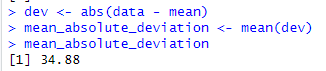 > dev <- abs(data - mean)
> mean_absolute_deviation <- mean(dev)
> mean_absolute_deviation
[1] 34.88